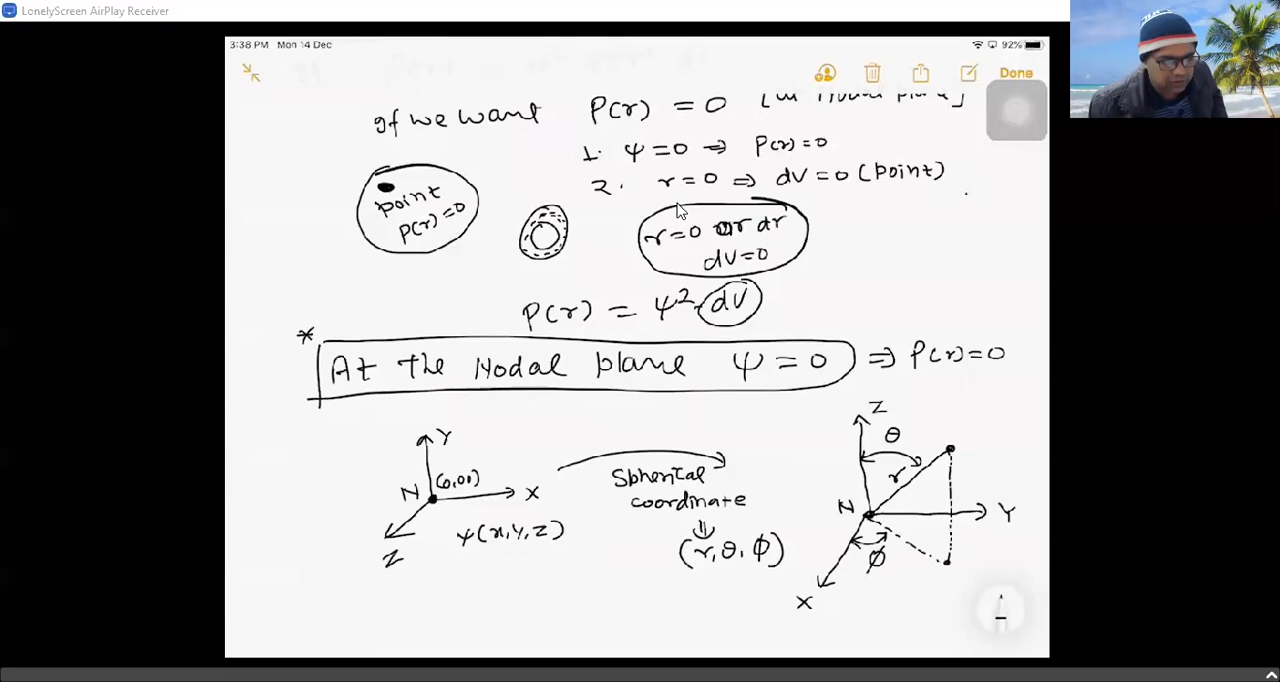 LonelyScreen AirPlay Receiver
3:38 PM Mon 14 Dec
92%
Done
If we want P(r) = 0
1. ψ = 0 ⇒ P(r) = 0
2. r = 0 ⇒ dV = 0 (point)
point
P(r) = 0
r = 0 or dr
dV = 0
P(r) = ψ² dV
* At The Nodal plane ψ = 0 ⇒ P(r) = 0
Y
N (0,0,0)
X
Z
ψ(x, y, z)
Spherical
coordinate
⇓
(r, θ, φ)
Z
θ
r
N
Y
φ
X